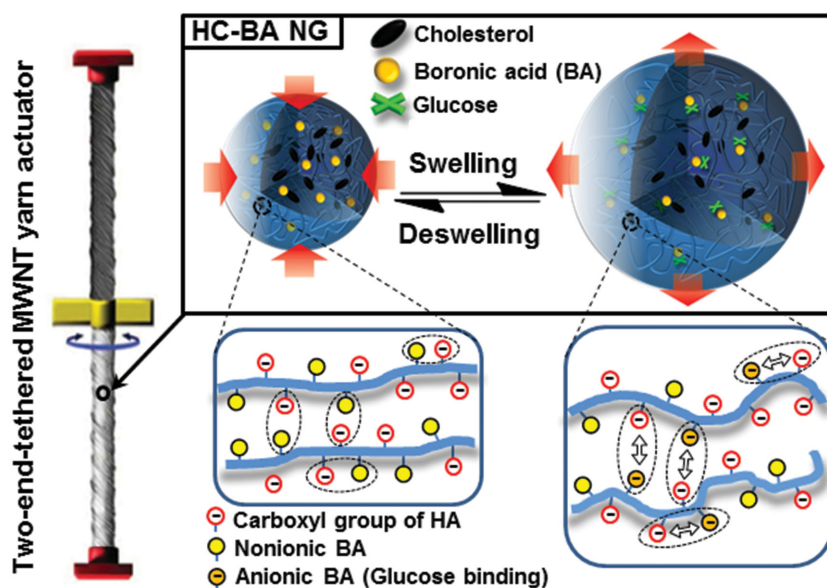 Two-end-tethered MWNT yarn actuator
HC-BA NG
Cholesterol
Boronic acid (BA)
Glucose
Swelling
Deswelling
Carboxyl group of HA
Nonionic BA
Anionic BA (Glucose binding)